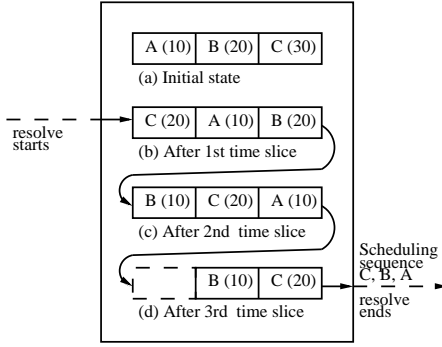 A (10) B (20) C (30)
(a) Initial state
C (20) A (10) B (20)
resolve
starts
(b) After 1st time slice
B (10) C (20) A (10)
(c) After 2nd time slice
Scheduling
sequence
C, B, A
B (10) C (20)
resolve
ends
(d) After 3rd time slice